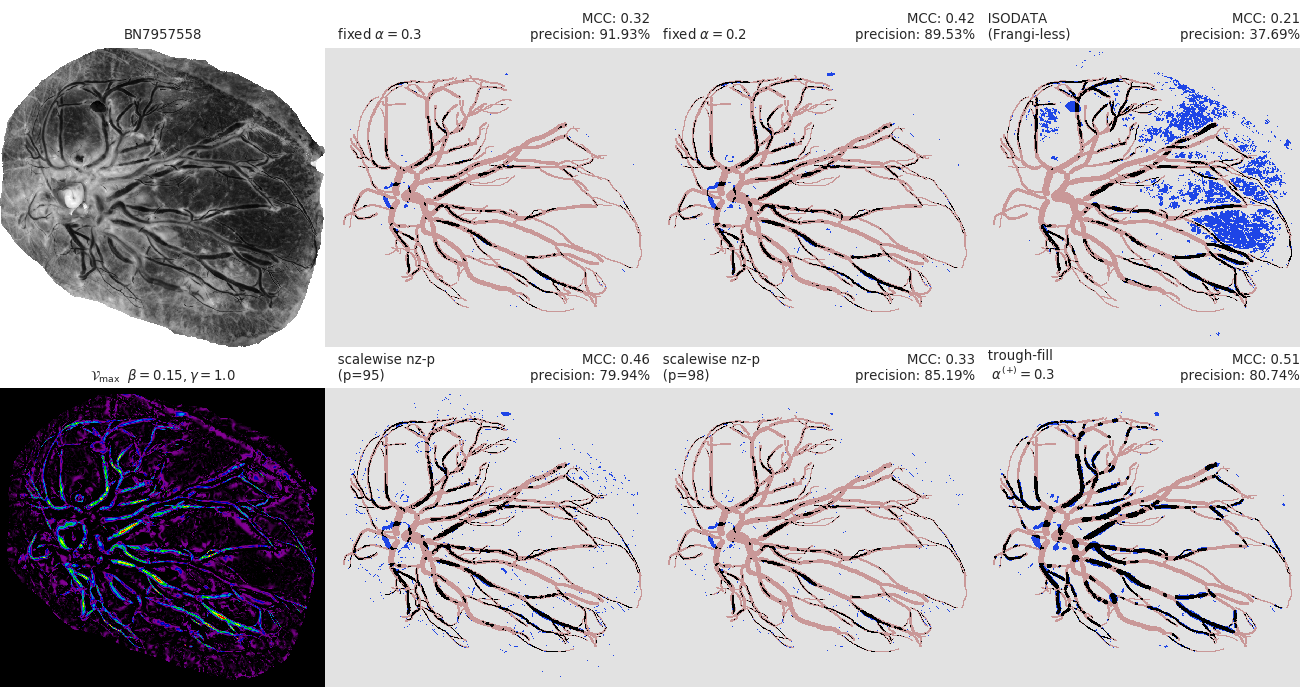 BN7957558
fixed α = 0.3
MCC: 0.32
precision: 91.93%
fixed α = 0.2
MCC: 0.42
precision: 89.53%
ISODATA
(Frangi-less)
MCC: 0.21
precision: 37.69%
𝒱max β = 0.15, γ = 1.0
scalewise nz-p
(p=95)
MCC: 0.46
precision: 79.94%
scalewise nz-p
(p=98)
MCC: 0.33
precision: 85.19%
trough-fill
α(+) = 0.3
MCC: 0.51
precision: 80.74%